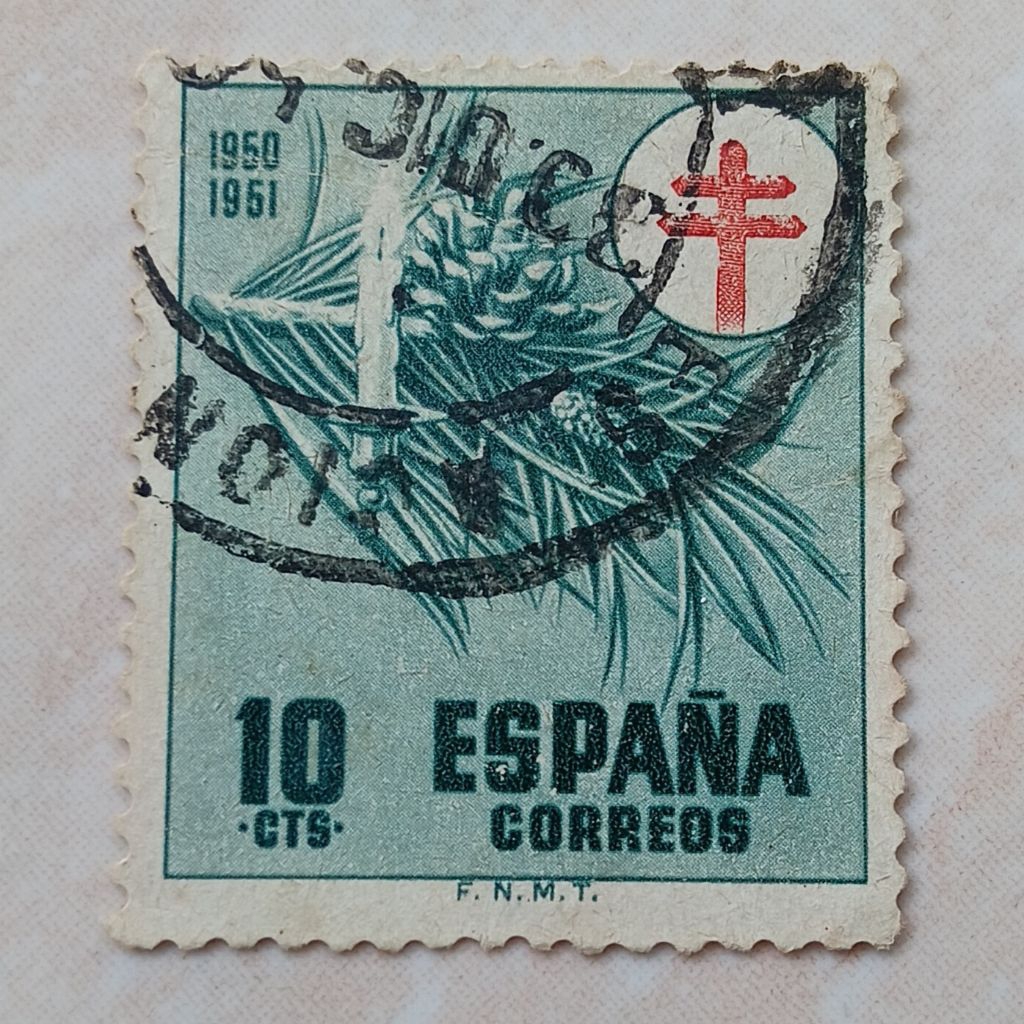 1950
1951
10
·CTS·
ESPAÑA
CORREOS
F. N. M. T.